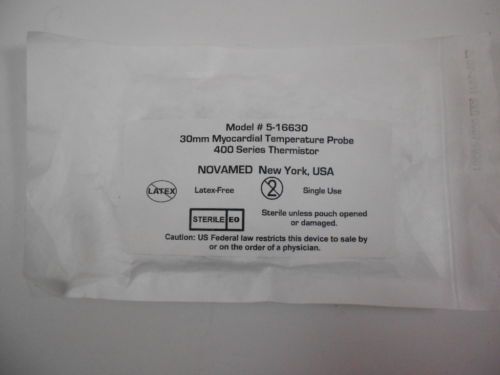 Model # 5-16630
30mm Myocardial Temperature Probe
400 Series Thermistor
NOVAMED New York, USA
LATEX Latex-Free 2 Single Use
STERILE EO Sterile unless pouch opened
or damaged.
Caution: US Federal law restricts this device to sale by
or on the order of a physician.